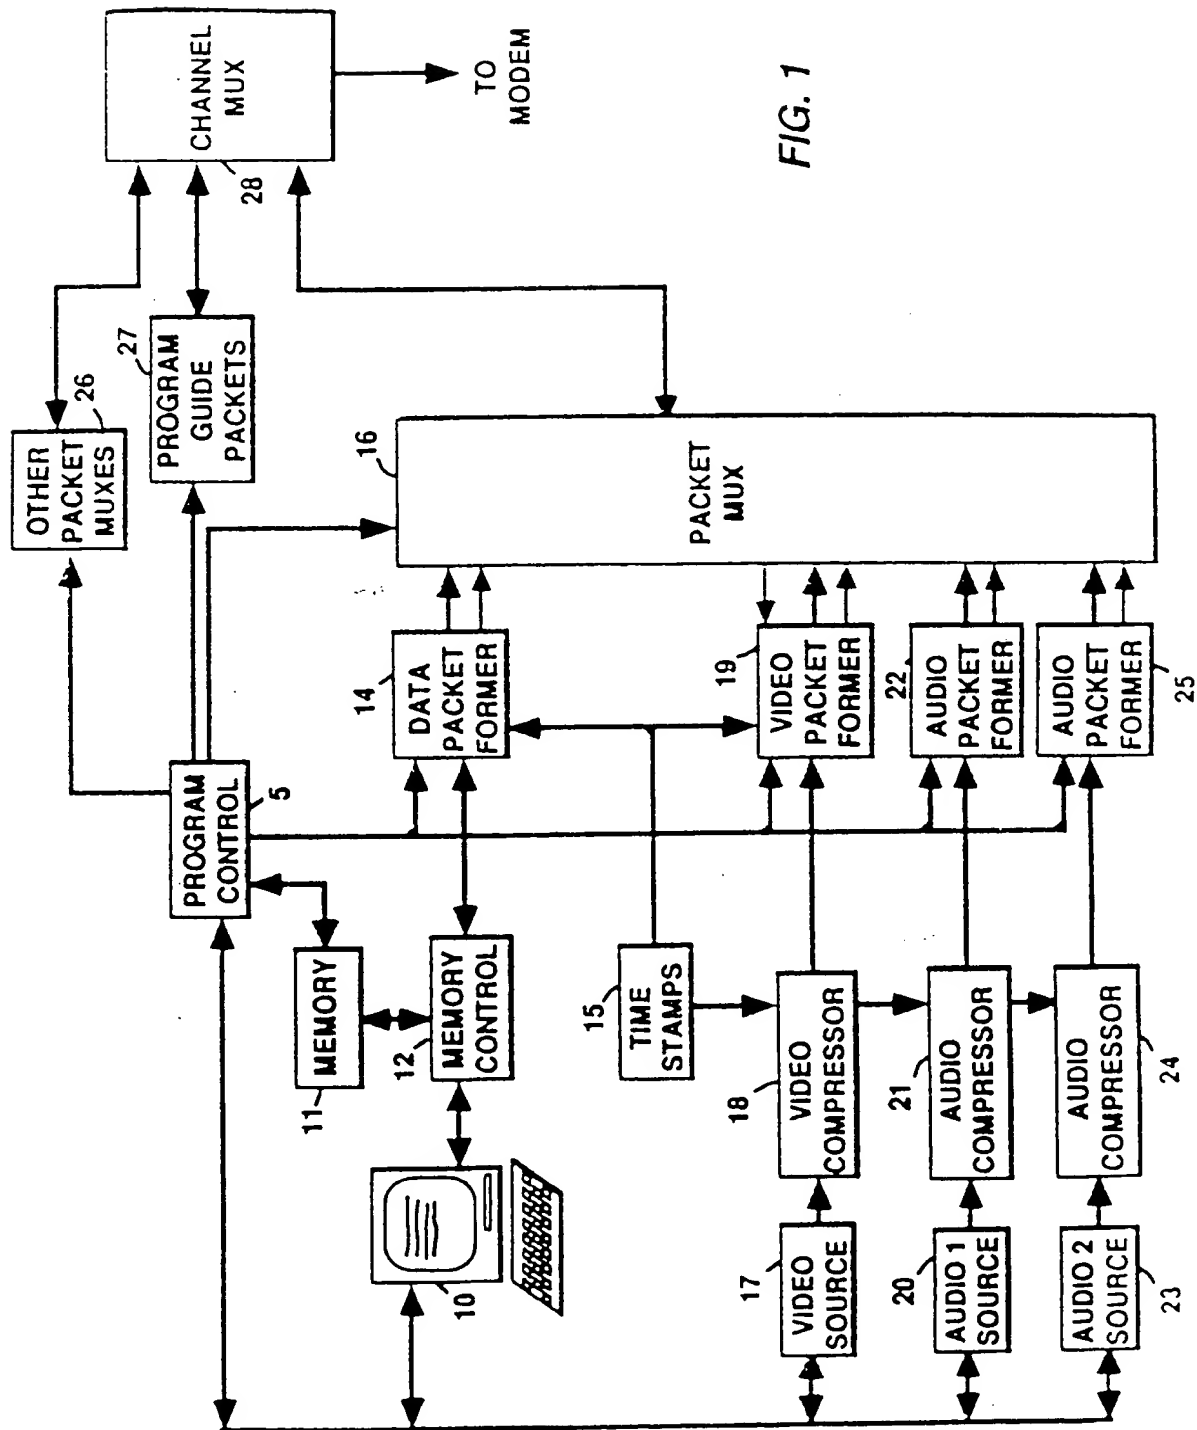 OTHER
PACKET
MUXES
26
PROGRAM
GUIDE
PACKETS
27
CHANNEL
MUX
28
TO
MODEM
PROGRAM
CONTROL
5
MEMORY
11
MEMORY
CONTROL
12
10
DATA
PACKET
FORMER
14
TIME
STAMPS
15
PACKET
MUX
16
VIDEO
SOURCE
17
VIDEO
COMPRESSOR
18
VIDEO
PACKET
FORMER
19
AUDIO 1
SOURCE
20
AUDIO
COMPRESSOR
21
AUDIO
PACKET
FORMER
22
AUDIO 2
SOURCE
23
AUDIO
COMPRESSOR
24
AUDIO
PACKET
FORMER
25
FIG. 1